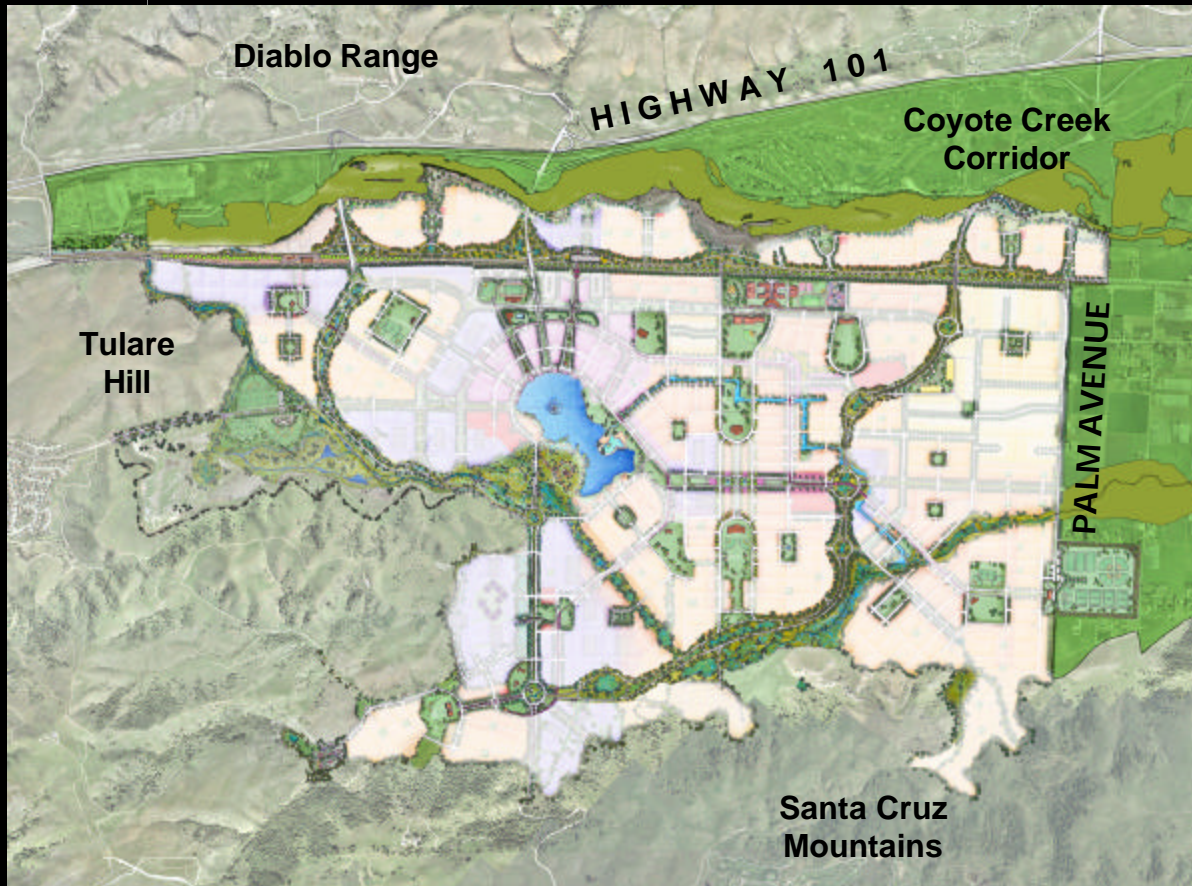 Diablo Range
HIGHWAY 101
Coyote Creek
Corridor
Tulare
Hill
PALM AVENUE
Santa Cruz
Mountains